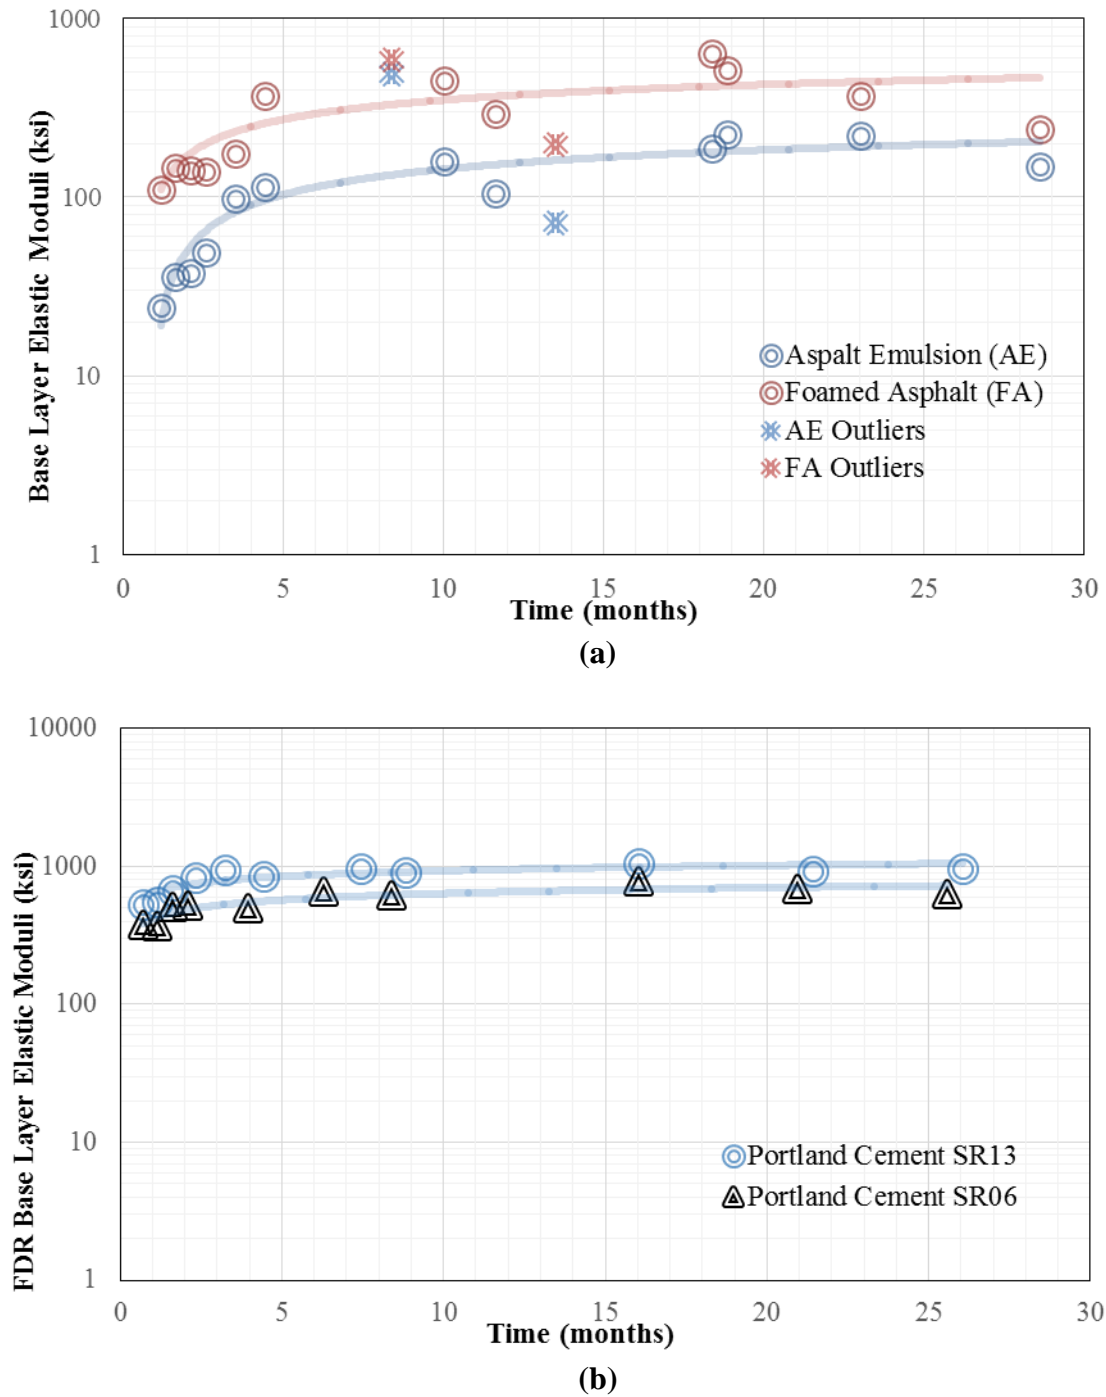 1000
100
10
1
Base Layer Elastic Moduli (ksi)
Aspalt Emulsion (AE)
Foamed Asphalt (FA)
AE Outliers
FA Outliers
0 5 10 15 20 25 30
Time (months)
(a)
10000
1000
100
10
1
FDR Base Layer Elastic Moduli (ksi)
Portland Cement SR13
Portland Cement SR06
0 5 10 15 20 25 30
Time (months)
(b)